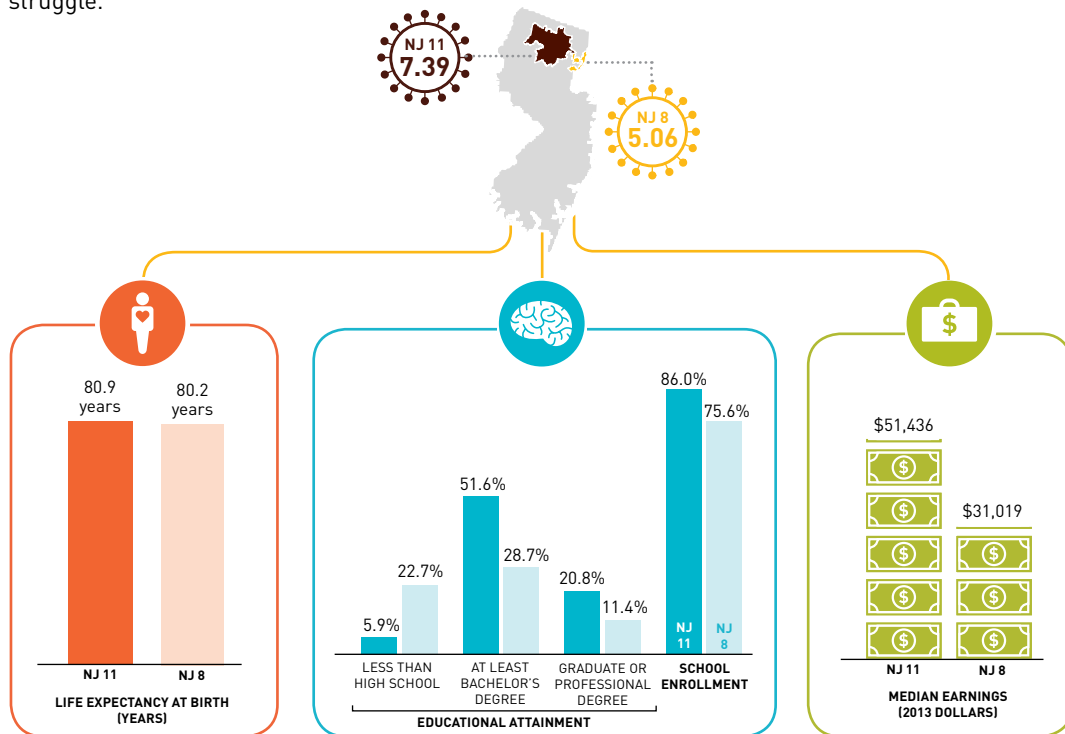 struggle.
NJ 11
7.39
NJ 8
5.06
80.9
years
80.2
years
NJ 11
NJ 8
LIFE EXPECTANCY AT BIRTH
(YEARS)
5.9%
22.7%
51.6%
28.7%
20.8%
11.4%
86.0%
75.6%
NJ
11
NJ
8
LESS THAN
HIGH SCHOOL
AT LEAST
BACHELOR'S
DEGREE
GRADUATE OR
PROFESSIONAL
DEGREE
SCHOOL
ENROLLMENT
EDUCATIONAL ATTAINMENT
$
$51,436
$
$
$
$
$
$31,019
$
$
$
NJ 11
NJ 8
MEDIAN EARNINGS
(2013 DOLLARS)